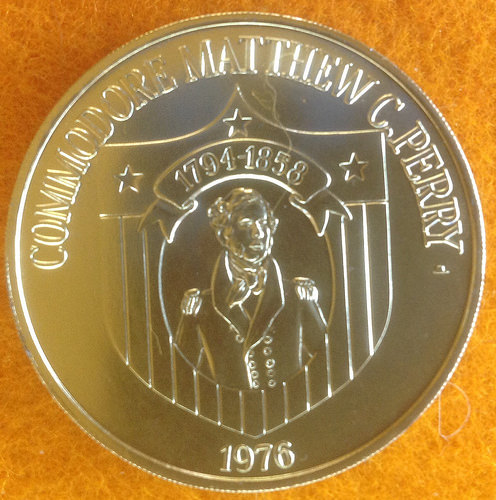 COMMODORE MATTHEW C. PERRY
1794-1858
1976